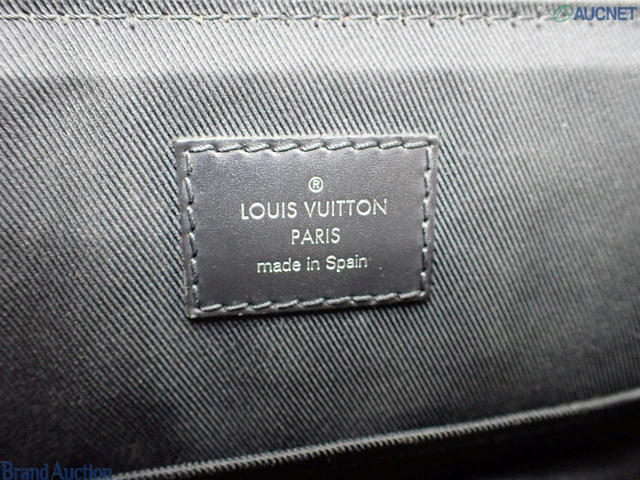 AUCNET
®
LOUIS VUITTON
PARIS
made in Spain
Brand Auction